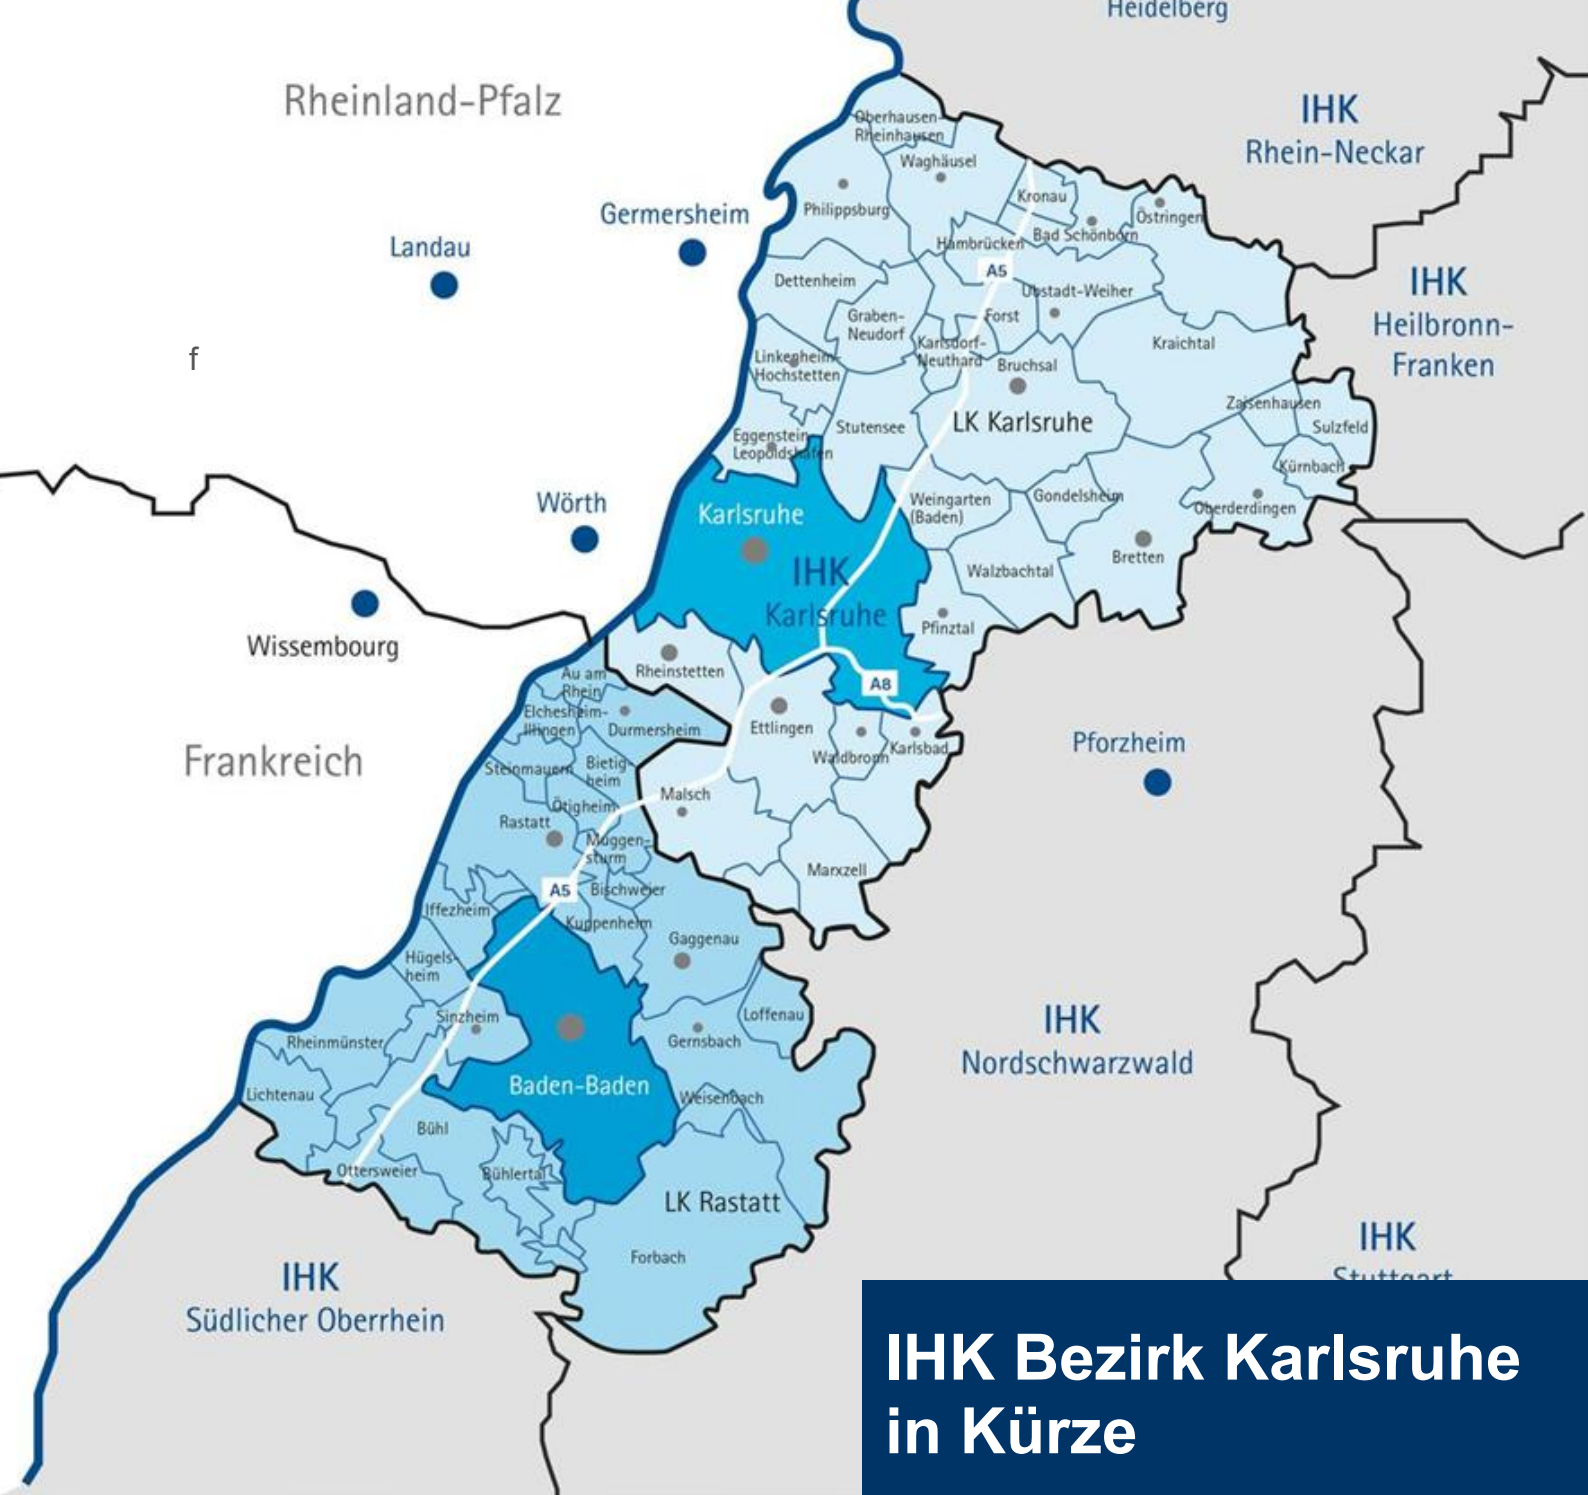 Heidelberg
Rheinland-Pfalz
IHK
Rhein-Neckar
Oberhausen-
Rheinhausen
Waghäusel
Kronau
Philippsburg
Östringen
Germersheim
Bad Schönborn
Hambrücken
Landau
A5
IHK
Heilbronn-
Franken
Dettenheim
Ubstadt-Weiher
Graben-
Neudorf
Forst
Karlsdorf-
Neuthard
Kraichtal
f
Linkenheim-
Hochstetten
Bruchsal
Zaisenhausen
LK Karlsruhe
Stutensee
Sulzfeld
Eggenstein-
Leopoldshafen
Kürnbach
Wörth
Karlsruhe
Weingarten
(Baden)
Gondelsheim
Oberderdingen
Bretten
IHK
Karlsruhe
Walzbachtal
Pfinztal
Wissembourg
Rheinstetten
Au am
Rhein
A8
Elchesheim-
Illingen
Durmersheim
Ettlingen
Waldbronn
Karlsbad
Pforzheim
Frankreich
Steinmauern
Bietig-
heim
Malsch
Ötigheim
Rastatt
Muggen-
sturm
Marxzell
A5
Bischweier
Iffezheim
Kuppenheim
Gaggenau
Hügels-
heim
Loffenau
Sinzheim
Rheinmünster
Gernsbach
IHK
Nordschwarzwald
Baden-Baden
Lichtenau
Weisenbach
Bühl
Ottersweier
Bühlertal
LK Rastatt
Forbach
IHK
Stuttgart
IHK
Südlicher Oberrhein
IHK Bezirk Karlsruhe
in Kürze